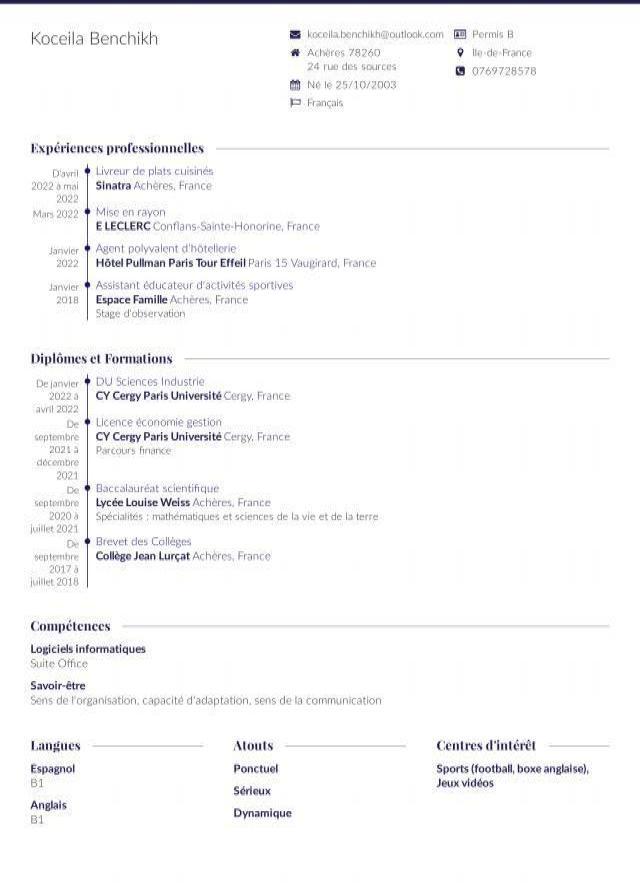 Koceila Benchikh
koceila.benchikh@outlook.com
Achères 78260
24 rue des sources
Né le 25/10/2003
Français
Permis B
Ile-de-France
0769728578
Expériences professionnelles
D'avril
2022 à mai
2022
Livreur de plats cuisinés
Sinatra Achères, France
Mars 2022
Mise en rayon
E LECLERC Conflans-Sainte-Honorine, France
Janvier
2022
Agent polyvalent d'hôtellerie
Hôtel Pullman Paris Tour Effeil Paris 15 Vaugirard, France
Janvier
2018
Assistant éducateur d'activités sportives
Espace Famille Achères, France
Stage d'observation
Diplômes et Formations
De janvier
2022 à
avril 2022
DU Sciences Industrie
CY Cergy Paris Université Cergy, France
De
septembre
2021 à
décembre
2021
Licence économie gestion
CY Cergy Paris Université Cergy, France
Parcours finance
De
septembre
2020 à
juillet 2021
Baccalauréat scientifique
Lycée Louise Weiss Achères, France
Spécialités : mathématiques et sciences de la vie et de la terre
De
septembre
2017 à
juillet 2018
Brevet des Collèges
Collège Jean Lurçat Achères, France
Compétences
Logiciels informatiques
Suite Office
Savoir-être
Sens de l'organisation, capacité d'adaptation, sens de la communication
Langues
Espagnol
B1
Anglais
B1
Atouts
Ponctuel
Sérieux
Dynamique
Centres d'intérêt
Sports (football, boxe anglaise),
Jeux vidéos